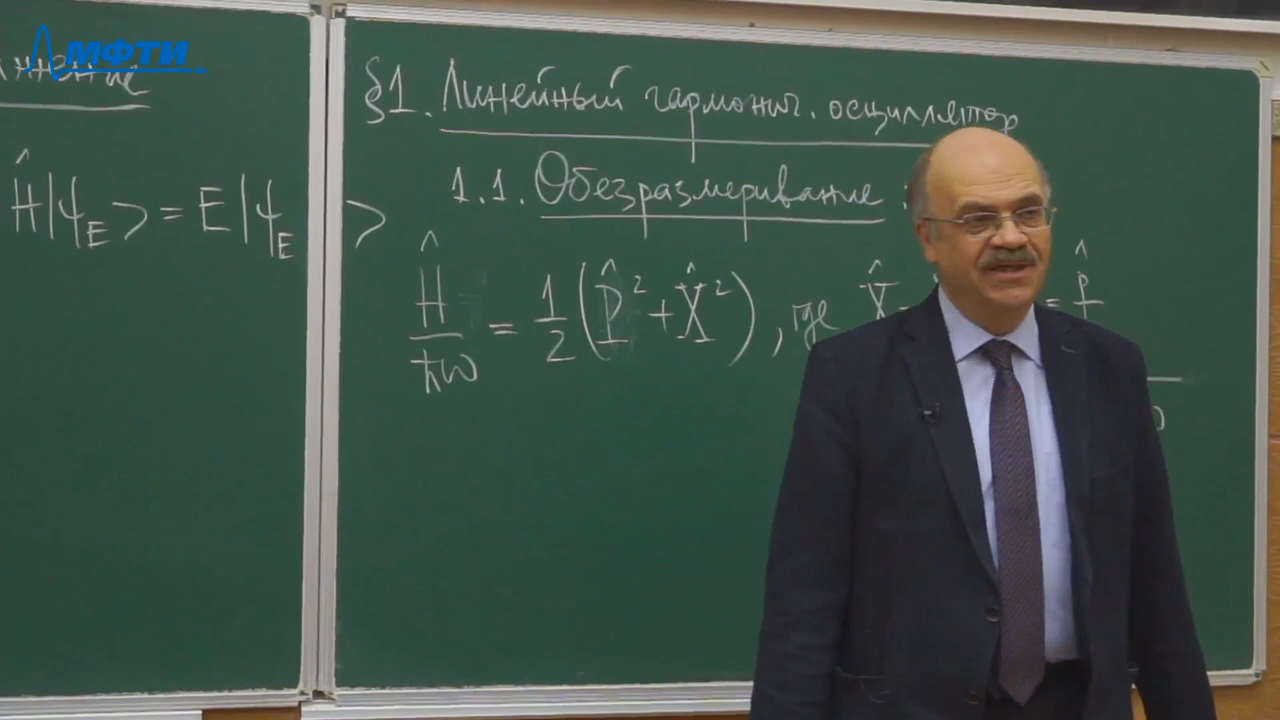 МФТИ
Ĥ|ψ_E> = E|ψ_E>
§1. Линейный гармонич. осциллятор
1.1. Обезразмеривание
Ĥ/ħω = 1/2 (P̂² + X̂²), где X̂ = P̂